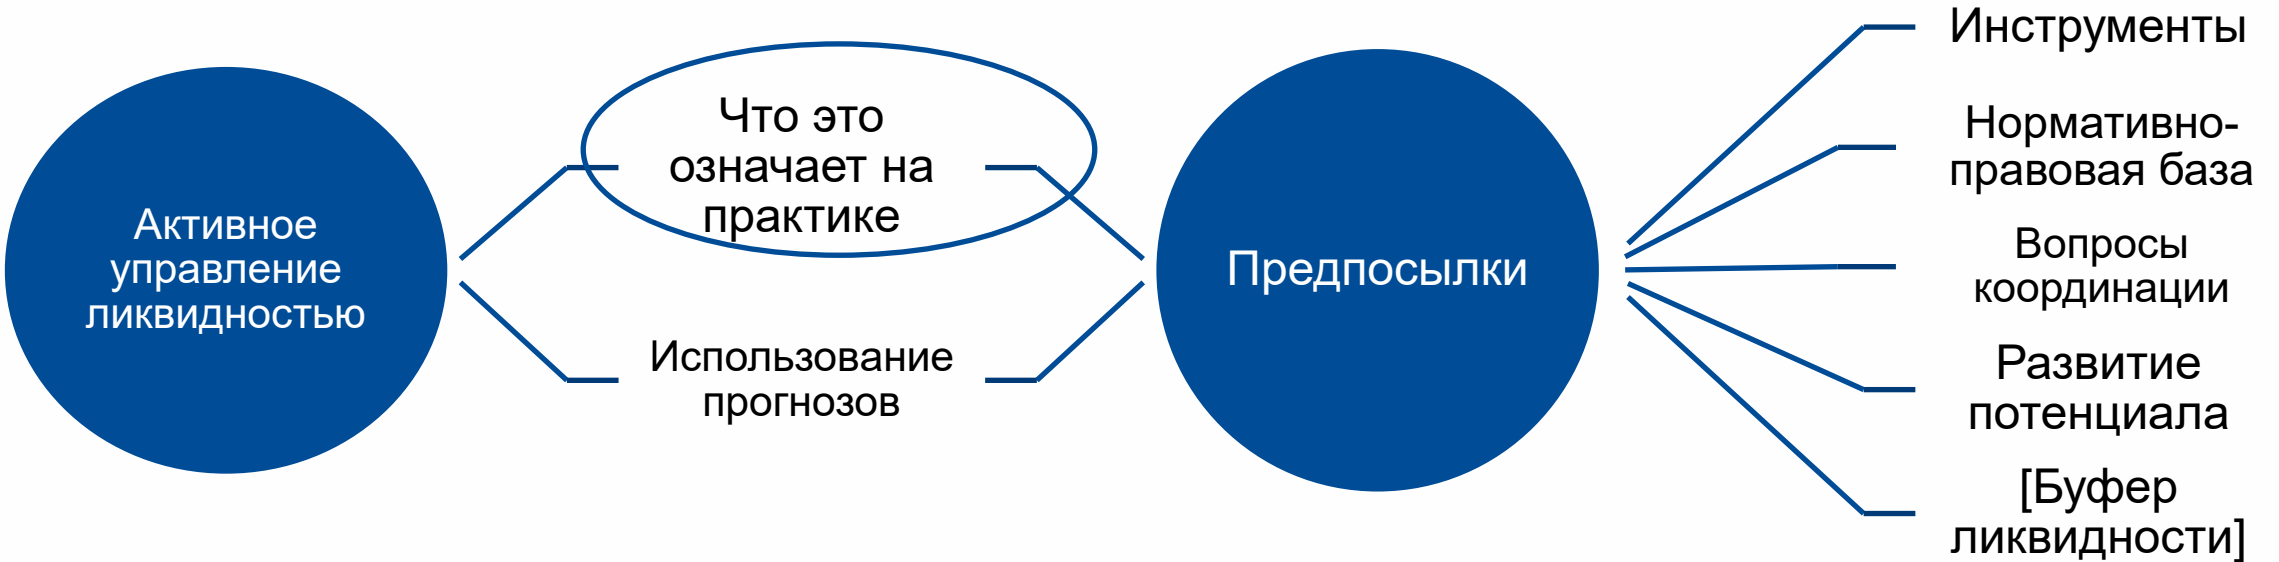 Активное
управление
ликвидностью
Что это
означает на
практике
Использование
прогнозов
Предпосылки
Инструменты
Нормативно-
правовая база
Вопросы
координации
Развитие
потенциала
[Буфер
ликвидности]